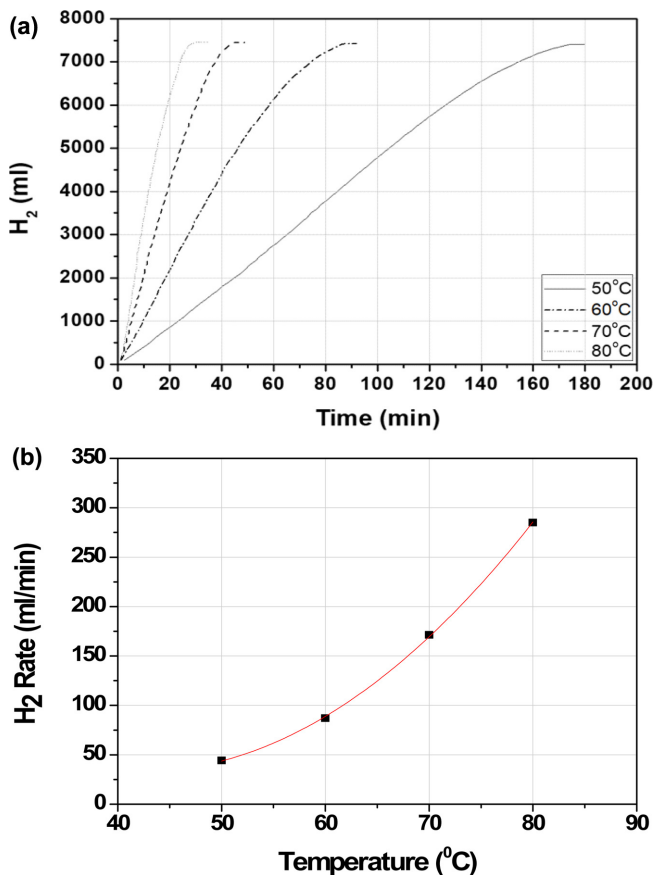 (a)
8000
7000
6000
5000
4000
3000
2000
1000
0
H₂ (ml)
50°C
60°C
70°C
80°C
0 20 40 60 80 100 120 140 160 180 200
Time (min)
(b)
350
300
250
200
150
100
50
0
H2 Rate (ml/min)
40 50 60 70 80 90
Temperature (⁰C)